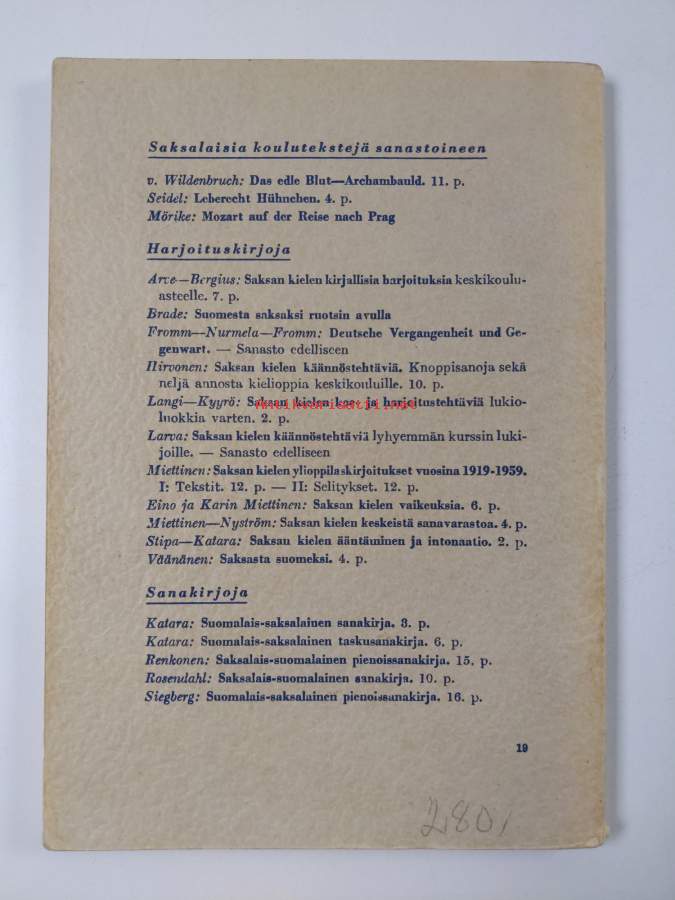 Saksalaisia koulutekstejä sanastoineen
v. Wildenbruch: Das edle Blut—Archambauld. 11. p.
Seidel: Leberecht Hühnchen. 4. p.
Mörike: Mozart auf der Reise nach Prag
Harjoituskirjoja
Arve—Bergius: Saksan kielen kirjallisia harjoituksia keskikoulu-
asteelle. 7. p.
Brade: Suomesta saksaksi ruotsin avulla
Fromm—Nurmela—Fromm: Deutsche Vergangenheit und Ge-
genwart. — Sanasto edelliseen
Hirvonen: Saksan kielen käännöstehtäviä. Knoppisanoja sekä
neljä annosta kielioppia keskikouluille. 10. p.
Langi—Kyyrö: Saksan kielen koe- ja harjoitustehtäviä lukio-
luokkia varten. 2. p.
Antikvariaatti.net
Larva: Saksan kielen käännöstehtäviä lyhyemmän kurssin luki-
joille. — Sanasto edelliseen
Miettinen: Saksan kielen ylioppilaskirjoitukset vuosina 1919-1959.
I: Tekstit. 12. p. — II: Selitykset. 12. p.
Eino ja Karin Miettinen: Saksan kielen vaikeuksia. 6. p.
Miettinen—Nyström: Saksan kielen keskeistä sanavarastoa. 4. p.
Stipa—Katara: Saksan kielen ääntäminen ja intonaatio. 2. p.
Väänänen: Saksasta suomeksi. 4. p.
Sanakirjoja
Katara: Suomalais-saksalainen sanakirja. 3. p.
Katara: Suomalais-saksalainen taskusanakirja. 6. p.
Renkonen: Saksalais-suomalainen pienoissanakirja. 15. p.
Rosendahl: Saksalais-suomalainen sanakirja. 10. p.
Siegberg: Suomalais-saksalainen pienoissanakirja. 16. p.
19
280,